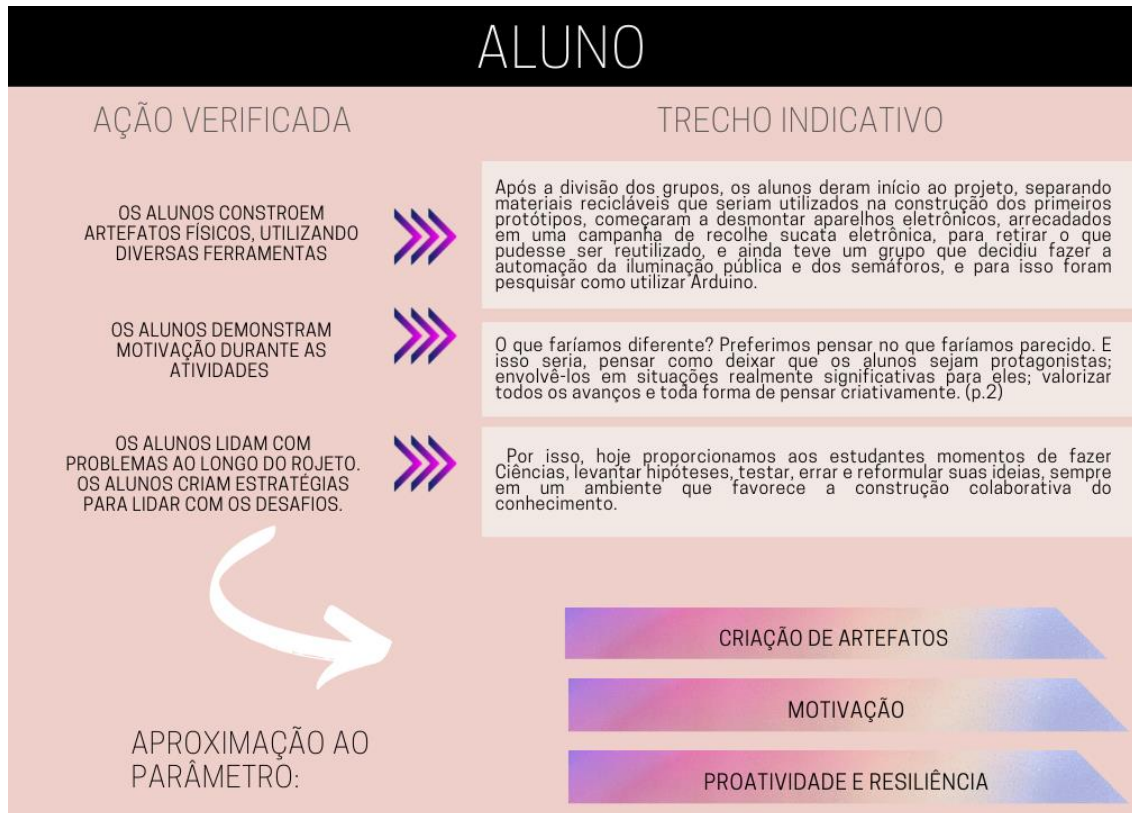 ALUNO
AÇÃO VERIFICADA
TRECHO INDICATIVO
OS ALUNOS CONSTROEM
ARTEFATOS FÍSICOS, UTILIZANDO
DIVERSAS FERRAMENTAS
Após a divisão dos grupos, os alunos deram início ao projeto, separando
materiais recicláveis que seriam utilizados na construção dos primeiros
protótipos, começaram a desmontar aparelhos eletrônicos, arrecadados
em uma campanha de recolhe sucata eletrônica, para retirar o que
pudesse ser reutilizado, e ainda teve um grupo que decidiu fazer a
automação da iluminação pública e dos semáforos, e para isso foram
pesquisar como utilizar Arduino.
OS ALUNOS DEMONSTRAM
MOTIVAÇÃO DURANTE AS
ATIVIDADES
O que faríamos diferente? Preferimos pensar no que faríamos parecido. E
isso seria, pensar como deixar que os alunos sejam protagonistas;
envolvê-los em situações realmente significativas para eles; valorizar
todos os avanços e toda forma de pensar criativamente. (p.2)
OS ALUNOS LIDAM COM
PROBLEMAS AO LONGO DO ROJETO.
OS ALUNOS CRIAM ESTRATÉGIAS
PARA LIDAR COM OS DESAFIOS.
Por isso, hoje proporcionamos aos estudantes momentos de fazer
Ciências, levantar hipóteses, testar, errar e reformular suas ideias, sempre
em um ambiente que favorece a construção colaborativa do
conhecimento.
APROXIMAÇÃO AO
PARÂMETRO:
CRIAÇÃO DE ARTEFATOS
MOTIVAÇÃO
PROATIVIDADE E RESILIÊNCIA